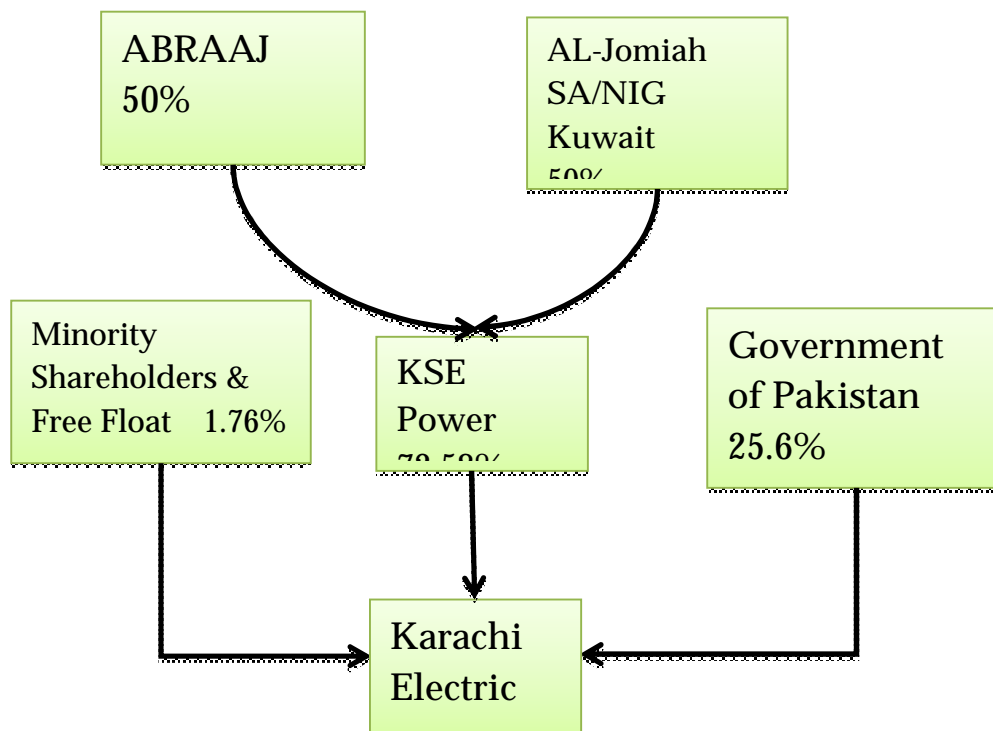 ABRAAJ
50%
AL-Jomiah
SA/NIG
Kuwait
50%
Minority
Shareholders &
Free Float 1.76%
KSE
Power
Government
of Pakistan
25.6%
Karachi
Electric